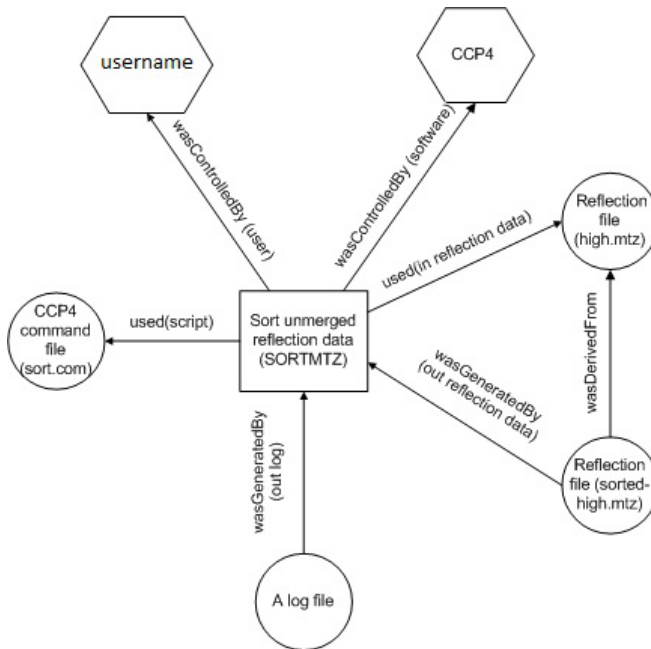 username
CCP4
wasControlledBy (user)
wasControlledBy (software)
Reflection
file
(high.mtz)
used(in reflection data)
CCP4
command
file
(sort.com)
used(script)
Sort unmerged
reflection data
(SORTMTZ)
wasGeneratedBy
(out reflection data)
wasDerivedFrom
wasGeneratedBy
(out log)
Reflection
file (sorted-
high.mtz)
A log file